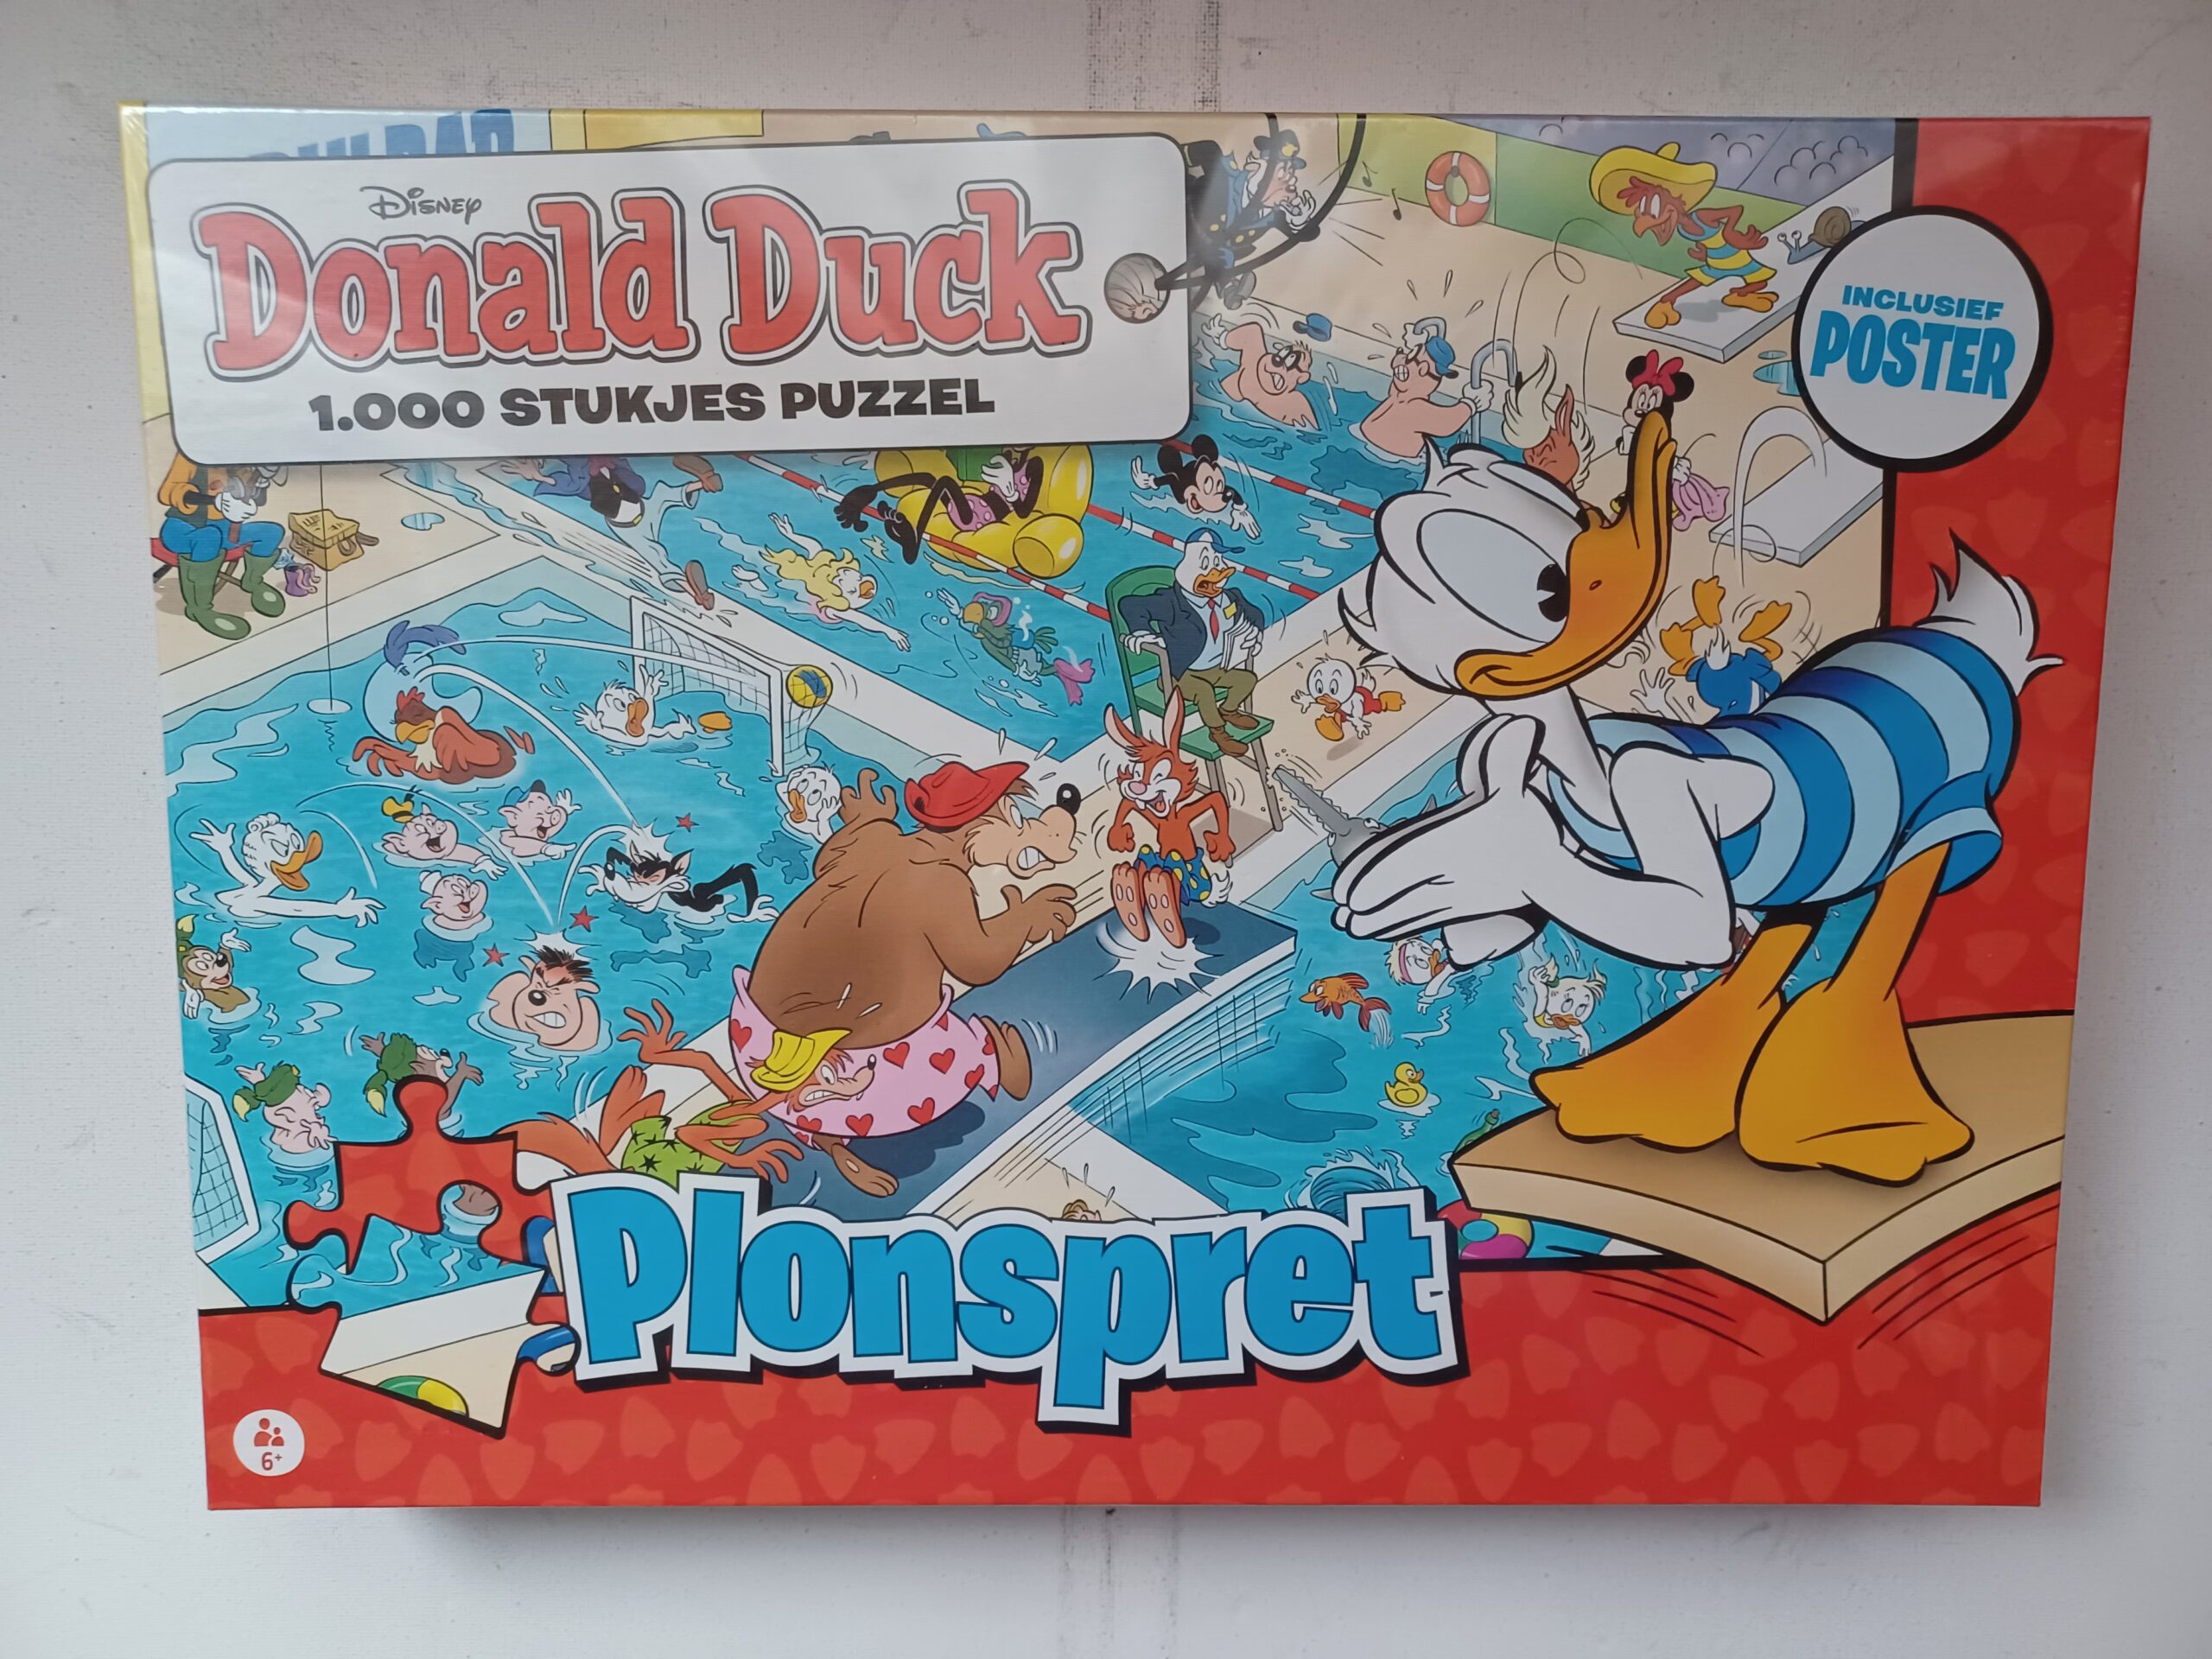 Disney
Donald Duck
1.000 STUKJES PUZZEL
INCLUSIEF
POSTER
Plonspret
6+